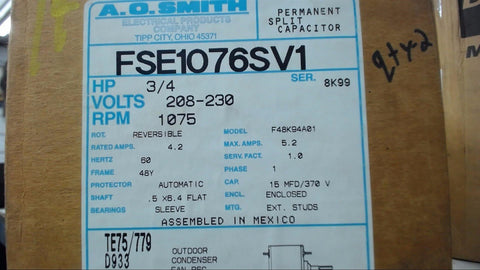 A.O.SMITH
ELECTRICAL PRODUCTS
COMPANY
TIPP CITY, OHIO 45371
PERMANENT
SPLIT
CAPACITOR
FSE1076SV1
qty 2
HP 3/4 SER. 8K99
VOLTS 208-230
RPM 1075
ROT. REVERSIBLE MODEL F48K94A01
RATED AMPS. 4.2 MAX. AMPS. 5.2
HERTZ 60 SERV. FACT. 1.0
FRAME 48Y PHASE 1
PROTECTOR AUTOMATIC CAP. 15 MFD/370 V
SHAFT .5 X6.4 FLAT ENCL. ENCLOSED
BEARINGS SLEEVE MTG. EXT. STUDS
ASSEMBLED IN MEXICO
TE75/779
D933
OUTDOOR
CONDENSER